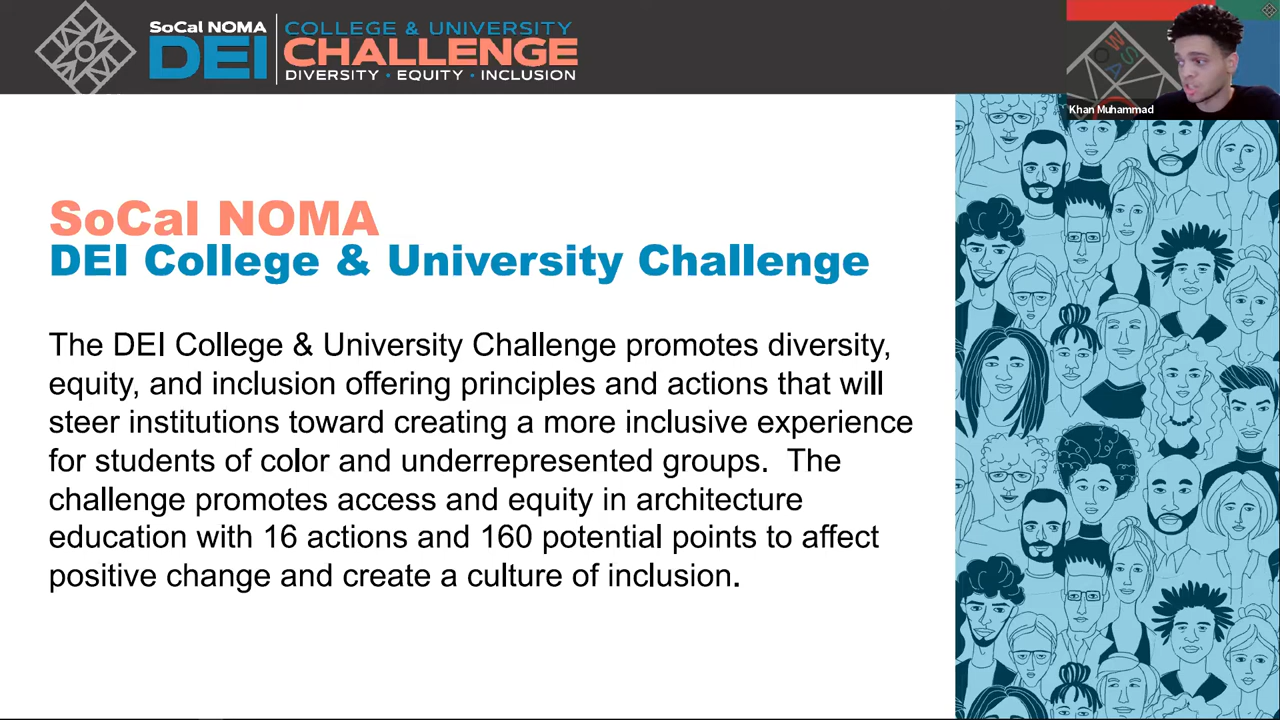 SoCal NOMA
DEI
COLLEGE & UNIVERSITY
CHALLENGE
DIVERSITY • EQUITY • INCLUSION
Khan Muhammad
SoCal NOMA
DEI College & University Challenge
The DEI College & University Challenge promotes diversity,
equity, and inclusion offering principles and actions that will
steer institutions toward creating a more inclusive experience
for students of color and underrepresented groups.  The
challenge promotes access and equity in architecture
education with 16 actions and 160 potential points to affect
positive change and create a culture of inclusion.